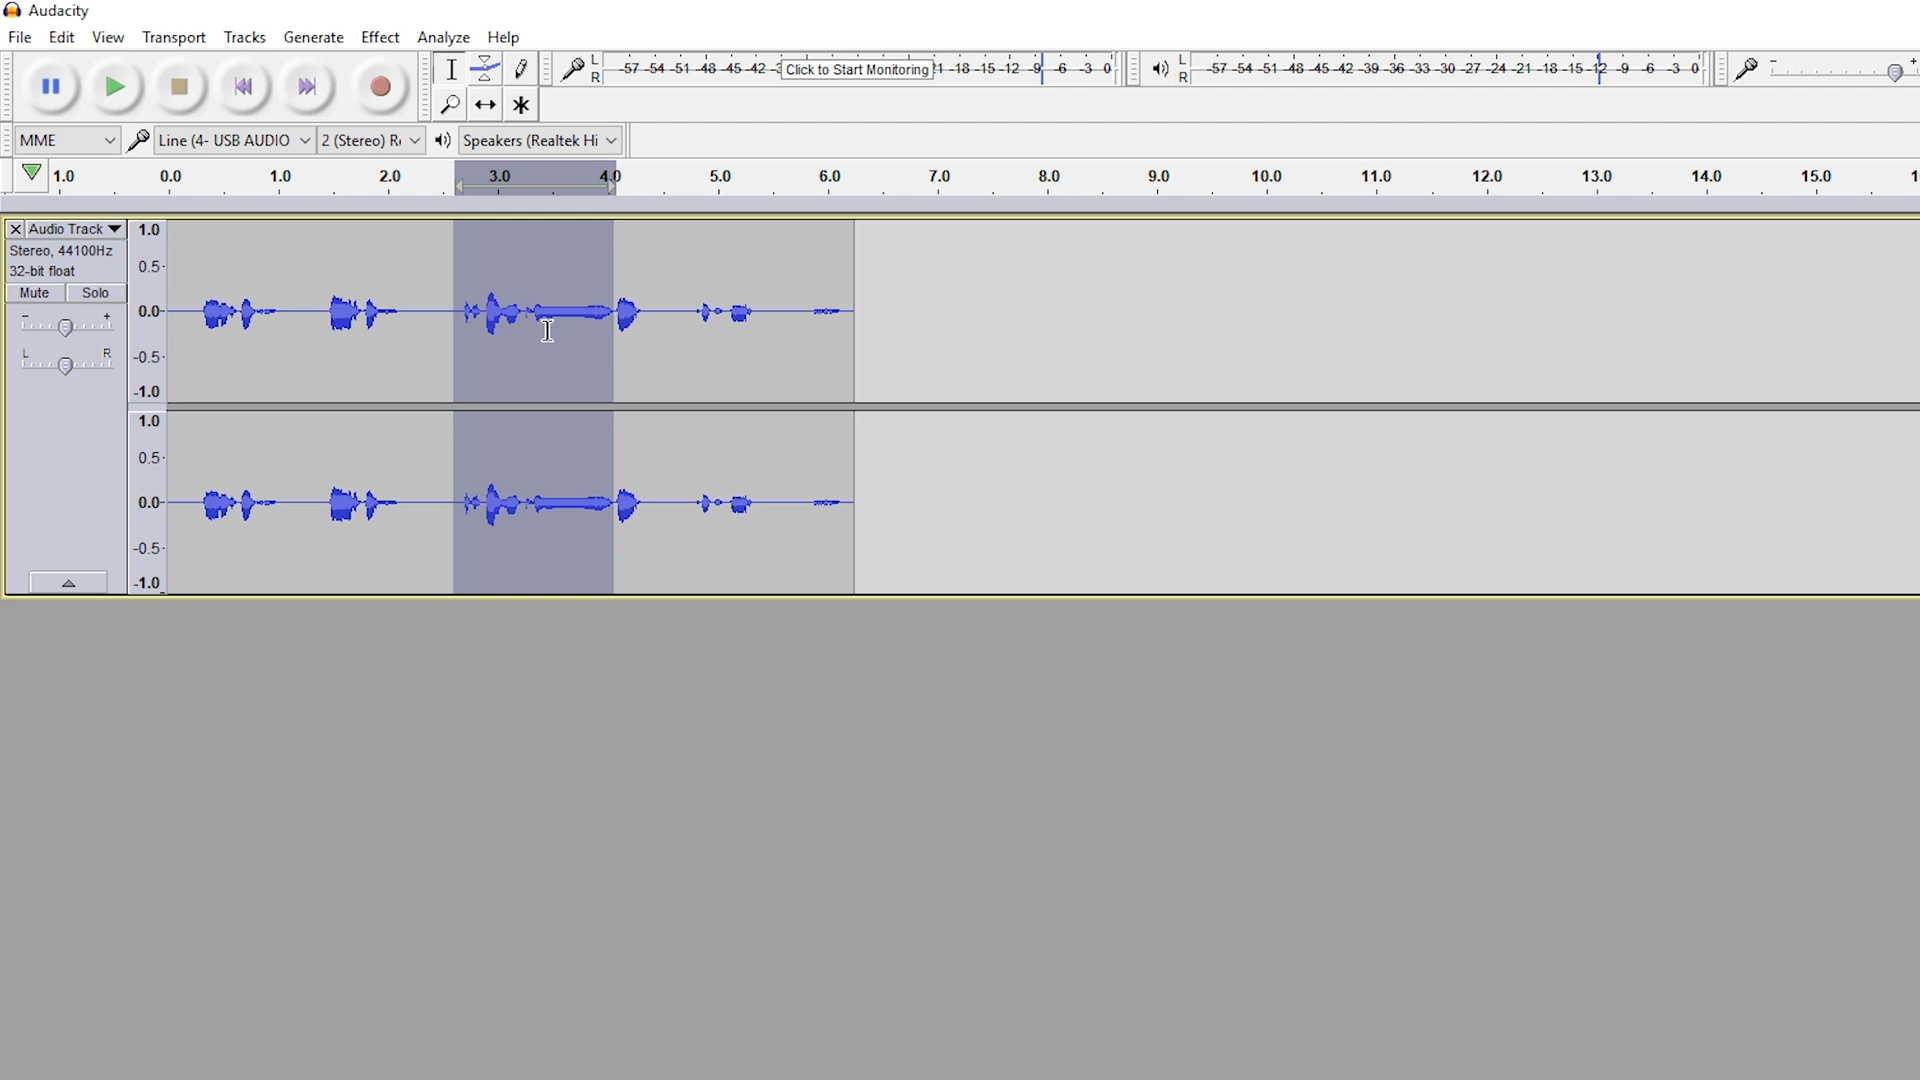 Audacity
File Edit View Transport Tracks Generate Effect Analyze Help
L
R
-57 -54 -51 -48 -45 -42 Click to Start Monitoring -18 -15 -12 -9 -6 -3 0
L
R
-57 -54 -51 -48 -45 -42 -39 -36 -33 -30 -27 -24 -21 -18 -15 -12 -9 -6 -3 0
- +
MME Line (4- USB AUDIO 2 (Stereo) Speakers (Realtek Hi
1.0 0.0 1.0 2.0 3.0 4.0 5.0 6.0 7.0 8.0 9.0 10.0 11.0 12.0 13.0 14.0 15.0
X Audio Track
Stereo, 44100Hz
32-bit float
Mute Solo
- +
L R
1.0
0.5
0.0
-0.5
-1.0
1.0
0.5
0.0
-0.5
-1.0